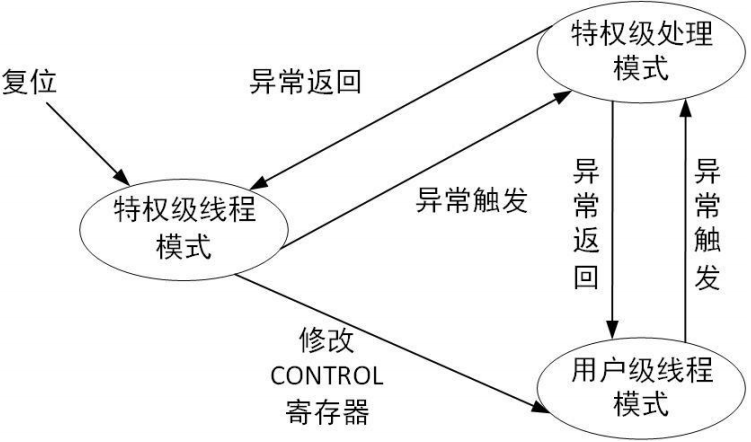 特权级处理
模式
复位
异常返回
异常触发
特权级线程
模式
异常返回
异常触发
修改
CONTROL
寄存器
用户级线程
模式